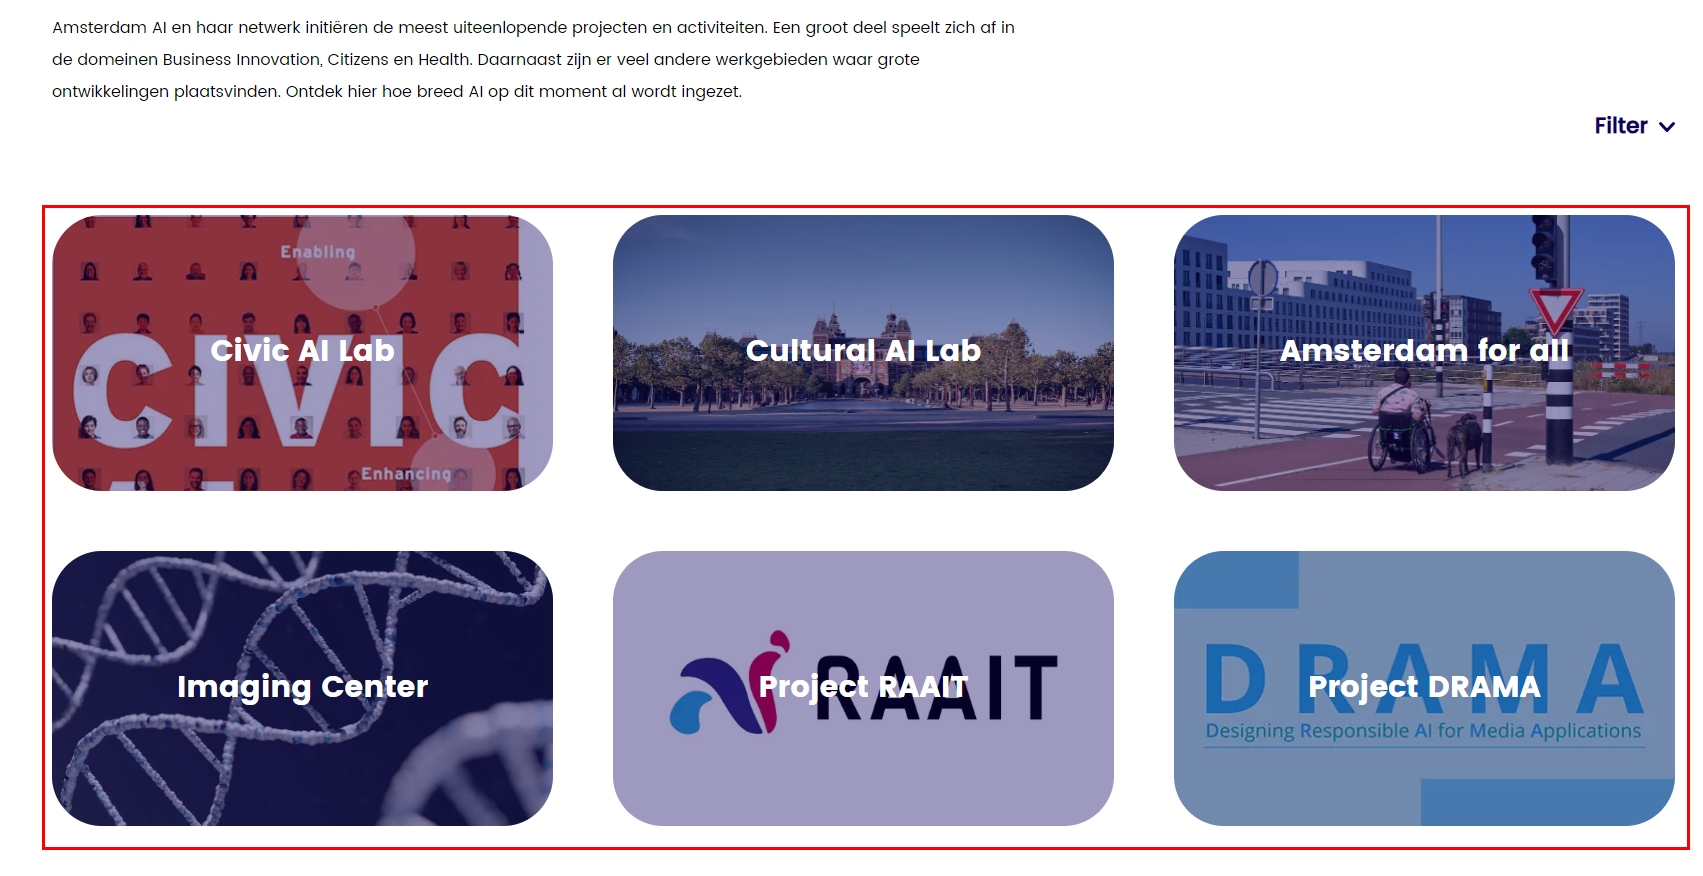 Amsterdam AI en haar netwerk initiëren de meest uiteenlopende projecten en activiteiten. Een groot deel speelt zich af in
de domeinen Business Innovation, Citizens en Health. Daarnaast zijn er veel andere werkgebieden waar grote
ontwikkelingen plaatsvinden. Ontdek hier hoe breed AI op dit moment al wordt ingezet.
Filter
Enabling
CIVIC
Civic AI Lab
Enhancing
Cultural AI Lab
Amsterdam for all
Imaging Center
RAAIT
Project RAAIT
DRAMA
Project DRAMA
Designing Responsible AI for Media Applications